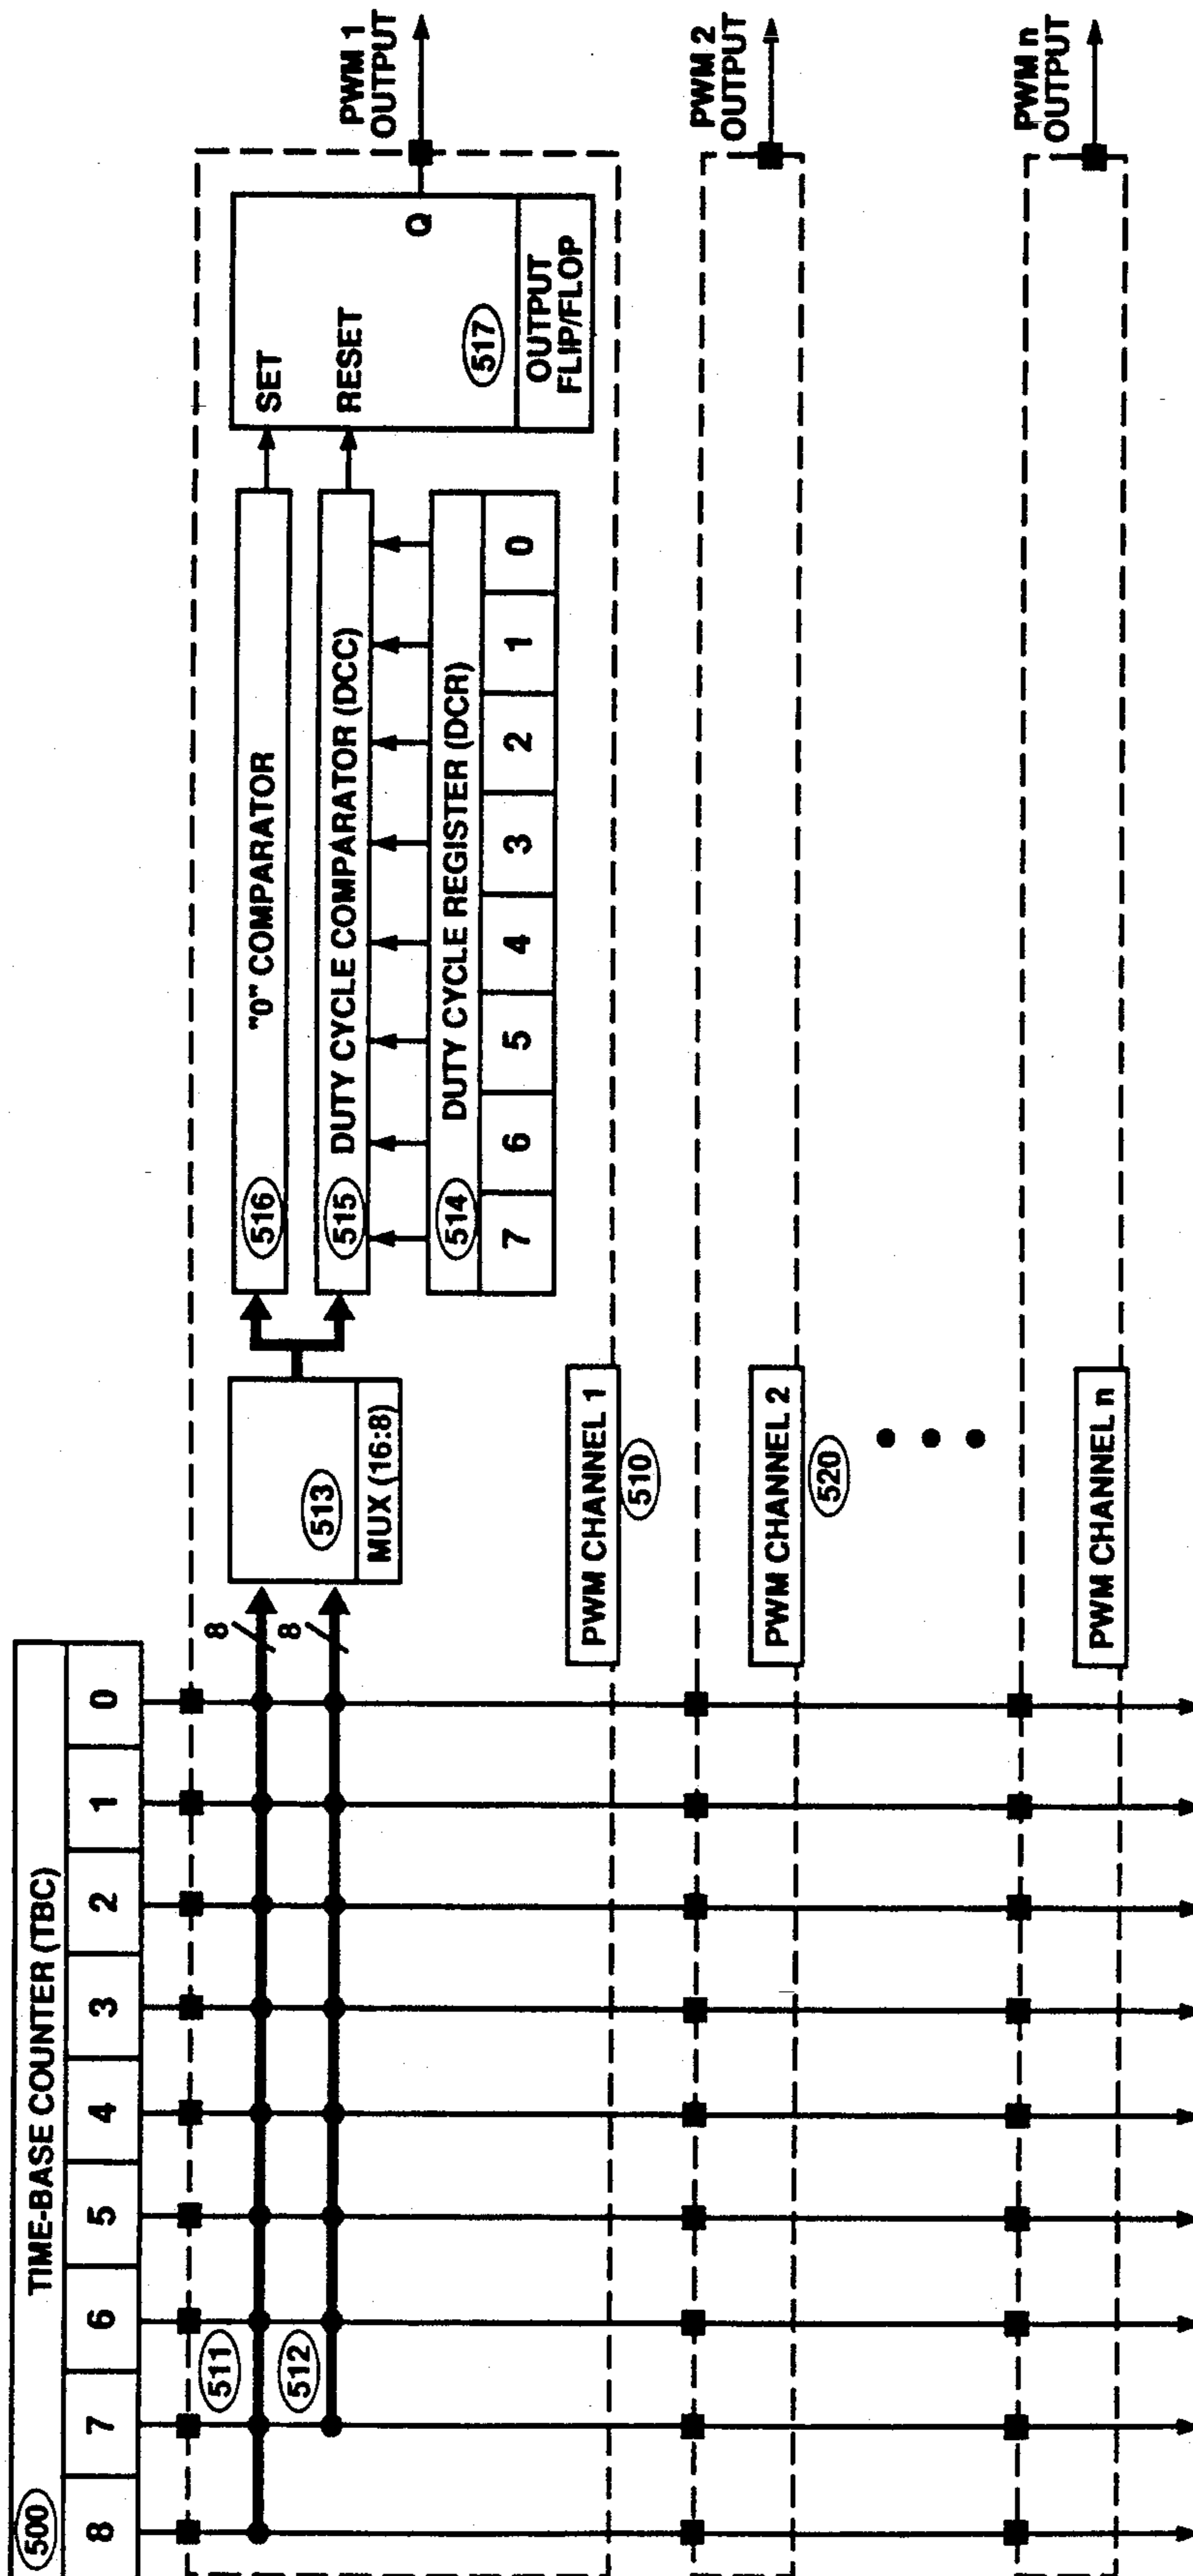 500
TIME-BASE COUNTER (TBC)
8 7 6 5 4 3 2 1 0
511
512
8
8
513
MUX (16:8)
516
"0" COMPARATOR
515
DUTY CYCLE COMPARATOR (DCC)
514
DUTY CYCLE REGISTER (DCR)
7 6 5 4 3 2 1 0
SET
RESET
Q
517
OUTPUT
FLIP/FLOP
PWM 1
OUTPUT
PWM CHANNEL 1
510
PWM 2
OUTPUT
PWM CHANNEL 2
520
PWM n
OUTPUT
PWM CHANNEL n